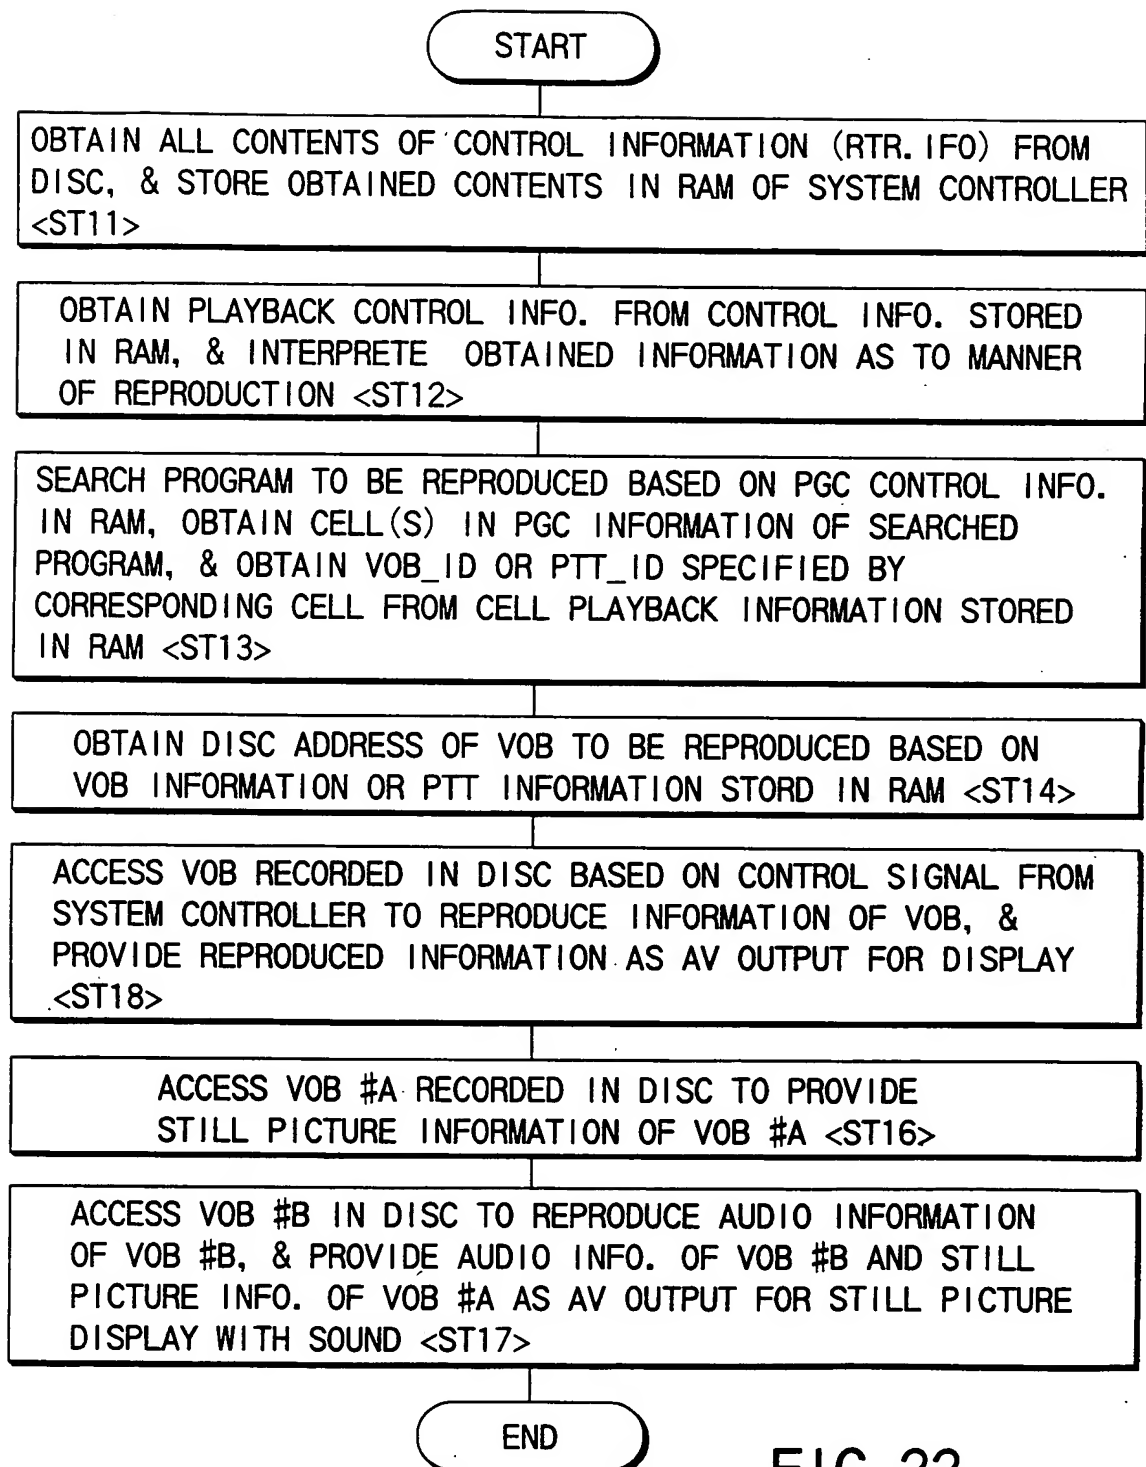 START
OBTAIN ALL CONTENTS OF CONTROL INFORMATION (RTR.IFO) FROM
DISC, & STORE OBTAINED CONTENTS IN RAM OF SYSTEM CONTROLLER
<ST11>
OBTAIN PLAYBACK CONTROL INFO. FROM CONTROL INFO. STORED
IN RAM, & INTERPRETE OBTAINED INFORMATION AS TO MANNER
OF REPRODUCTION <ST12>
SEARCH PROGRAM TO BE REPRODUCED BASED ON PGC CONTROL INFO.
IN RAM, OBTAIN CELL(S) IN PGC INFORMATION OF SEARCHED
PROGRAM, & OBTAIN VOB_ID OR PTT_ID SPECIFIED BY
CORRESPONDING CELL FROM CELL PLAYBACK INFORMATION STORED
IN RAM <ST13>
OBTAIN DISC ADDRESS OF VOB TO BE REPRODUCED BASED ON
VOB INFORMATION OR PTT INFORMATION STORD IN RAM <ST14>
ACCESS VOB RECORDED IN DISC BASED ON CONTROL SIGNAL FROM
SYSTEM CONTROLLER TO REPRODUCE INFORMATION OF VOB, &
PROVIDE REPRODUCED INFORMATION AS AV OUTPUT FOR DISPLAY
<ST18>
ACCESS VOB #A RECORDED IN DISC TO PROVIDE
STILL PICTURE INFORMATION OF VOB #A <ST16>
ACCESS VOB #B IN DISC TO REPRODUCE AUDIO INFORMATION
OF VOB #B, & PROVIDE AUDIO INFO. OF VOB #B AND STILL
PICTURE INFO. OF VOB #A AS AV OUTPUT FOR STILL PICTURE
DISPLAY WITH SOUND <ST17>
END
FIG. 22